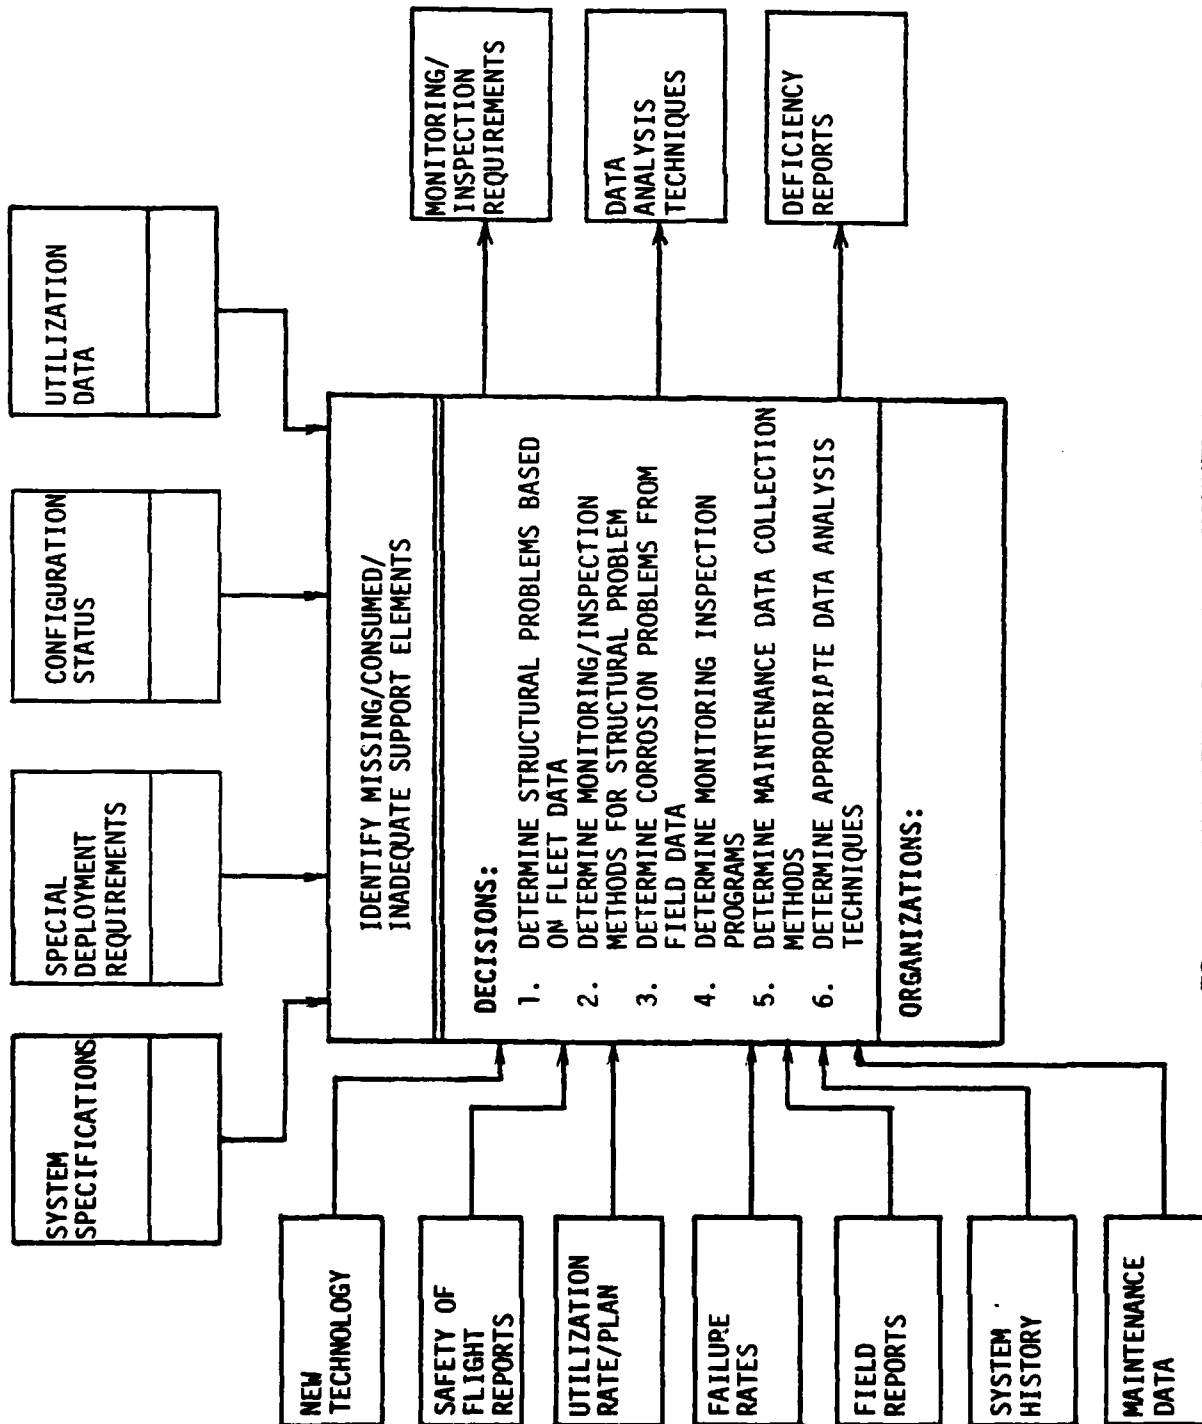 SYSTEM
SPECIFICATIONS
SPECIAL
DEPLOYMENT
REQUIREMENTS
CONFIGURATION
STATUS
UTILIZATION
DATA
NEW
TECHNOLOGY
SAFETY OF
FLIGHT
REPORTS
UTILIZATION
RATE/PLAN
FAILURE
RATES
FIELD
REPORTS
SYSTEM
HISTORY
MAINTENANCE
DATA
IDENTIFY MISSING/CONSUMED/
INADEQUATE SUPPORT ELEMENTS
DECISIONS:
1. DETERMINE STRUCTURAL PROBLEMS BASED
ON FLEET DATA
2. DETERMINE MONITORING/INSPECTION
METHODS FOR STRUCTURAL PROBLEM
3. DETERMINE CORROSION PROBLEMS FROM
FIELD DATA
4. DETERMINE MONITORING INSPECTION
PROGRAMS
5. DETERMINE MAINTENANCE DATA COLLECTION
METHODS
6. DETERMINE APPROPRIATE DATA ANALYSIS
TECHNIQUES
ORGANIZATIONS:
MONITORING/
INSPECTION
REQUIREMENTS
DATA
ANALYSIS
TECHNIQUES
DEFICIENCY
REPORTS